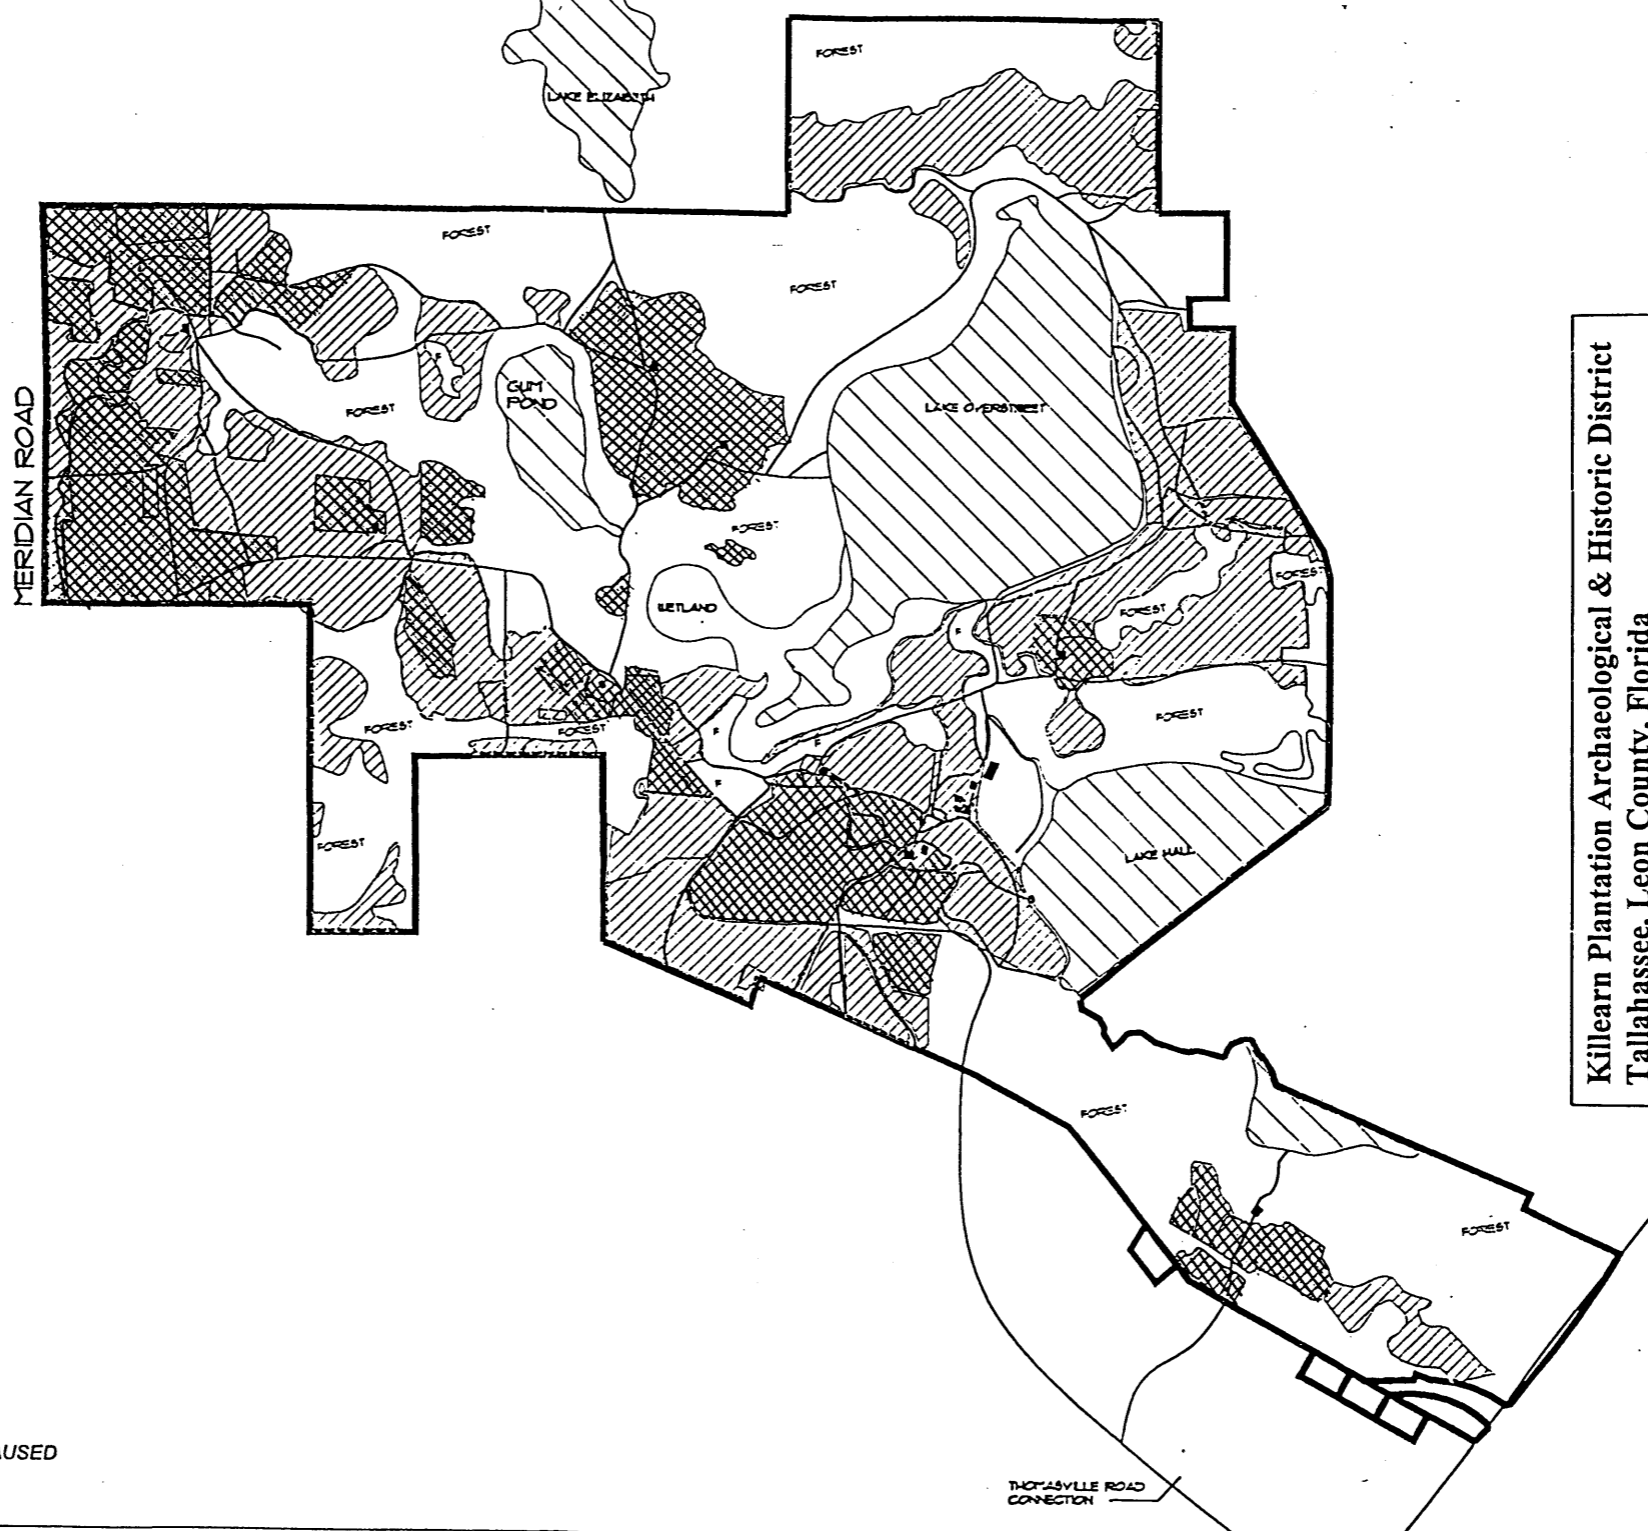 FOREST
LAKE ELIZABETH
FOREST
FOREST
GUM
POND
FOREST
LAKE OVERSTREET
MERIDIAN ROAD
FOREST
FOREST
WETLAND
FOREST
F
F
FOREST
FOREST
FOREST
F
F
F
FOREST
LAKE HALL
FOREST
FOREST
THOMASVILLE ROAD
CONNECTION
AUSED
Killearn Plantation Archaeological & Historic District
Tallahassee, Leon County, Florida